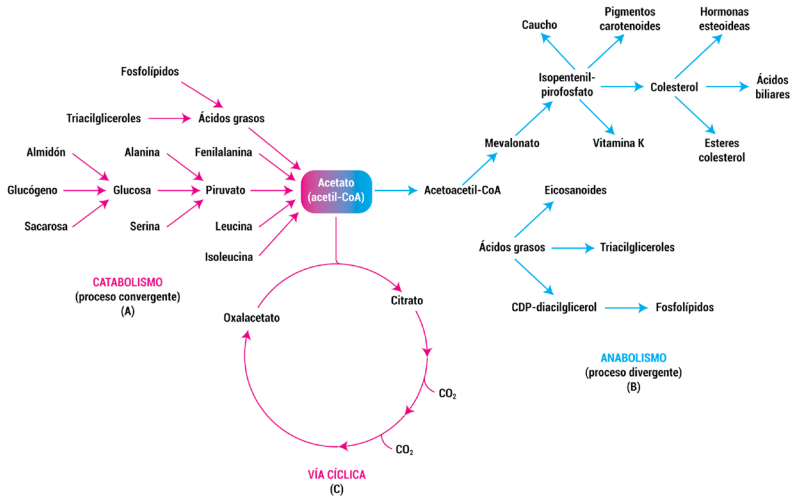 Pigmentos
carotenoides
Hormonas
esteoideas
Caucho
Fosfolípidos
Isopentenil-
pirofosfato
Colesterol
Ácidos
biliares
Triacilgliceroles
Ácidos grasos
Mevalonato
Vitamina K
Esteres
colesterol
Almidón
Alanina
Fenilalanina
Acetato
(acetil-CoA)
Acetoacetil-CoA
Glucógeno
Glucosa
Piruvato
Eicosanoides
Sacarosa
Serina
Leucina
Isoleucina
Ácidos grasos
Triacilgliceroles
CATABOLISMO
(proceso convergente)
(A)
Oxalacetato
Citrato
CDP-diacilglicerol
Fosfolípidos
ANABOLISMO
(proceso divergente)
(B)
CO₂
CO₂
VÍA CÍCLICA
(C)